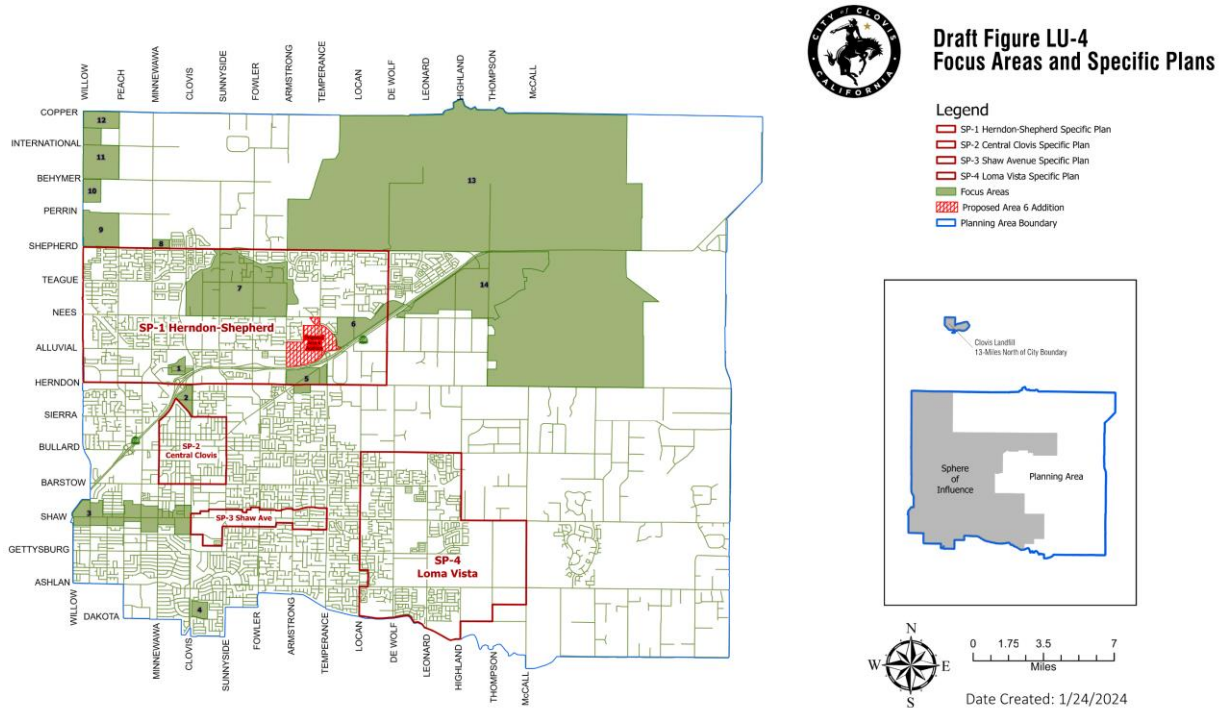 CITY of CLOVIS
CALIFORNIA
Draft Figure LU-4
Focus Areas and Specific Plans
Legend
SP-1 Herndon-Shepherd Specific Plan
SP-2 Central Clovis Specific Plan
SP-3 Shaw Avenue Specific Plan
SP-4 Loma Vista Specific Plan
Focus Areas
Proposed Area 6 Addition
Planning Area Boundary
WILLOW
PEACH
MINNEWAWA
CLOVIS
SUNNYSIDE
FOWLER
ARMSTRONG
TEMPERANCE
LOCAN
DE WOLF
LEONARD
HIGHLAND
THOMPSON
McCALL
COPPER
INTERNATIONAL
BEHYMER
PERRIN
SHEPHERD
TEAGUE
NEES
ALLUVIAL
HERNDON
SIERRA
BULLARD
BARSTOW
SHAW
GETTYSBURG
ASHLAN
12
11
10
9
8
13
7
14
SP-1 Herndon-Shepherd
6
1
5
2
SP-2
Central Clovis
3
SP-3 Shaw Ave
SP-4
Loma Vista
4
WILLOW
DAKOTA
MINNEWAWA
CLOVIS
SUNNYSIDE
FOWLER
ARMSTRONG
TEMPERANCE
LOCAN
DE WOLF
LEONARD
HIGHLAND
THOMPSON
McCALL
Clovis Landfill
13-Miles North of City Boundary
Sphere
of
Influence
Planning Area
N
W
E
S
0 1.75 3.5 7
Miles
Date Created: 1/24/2024